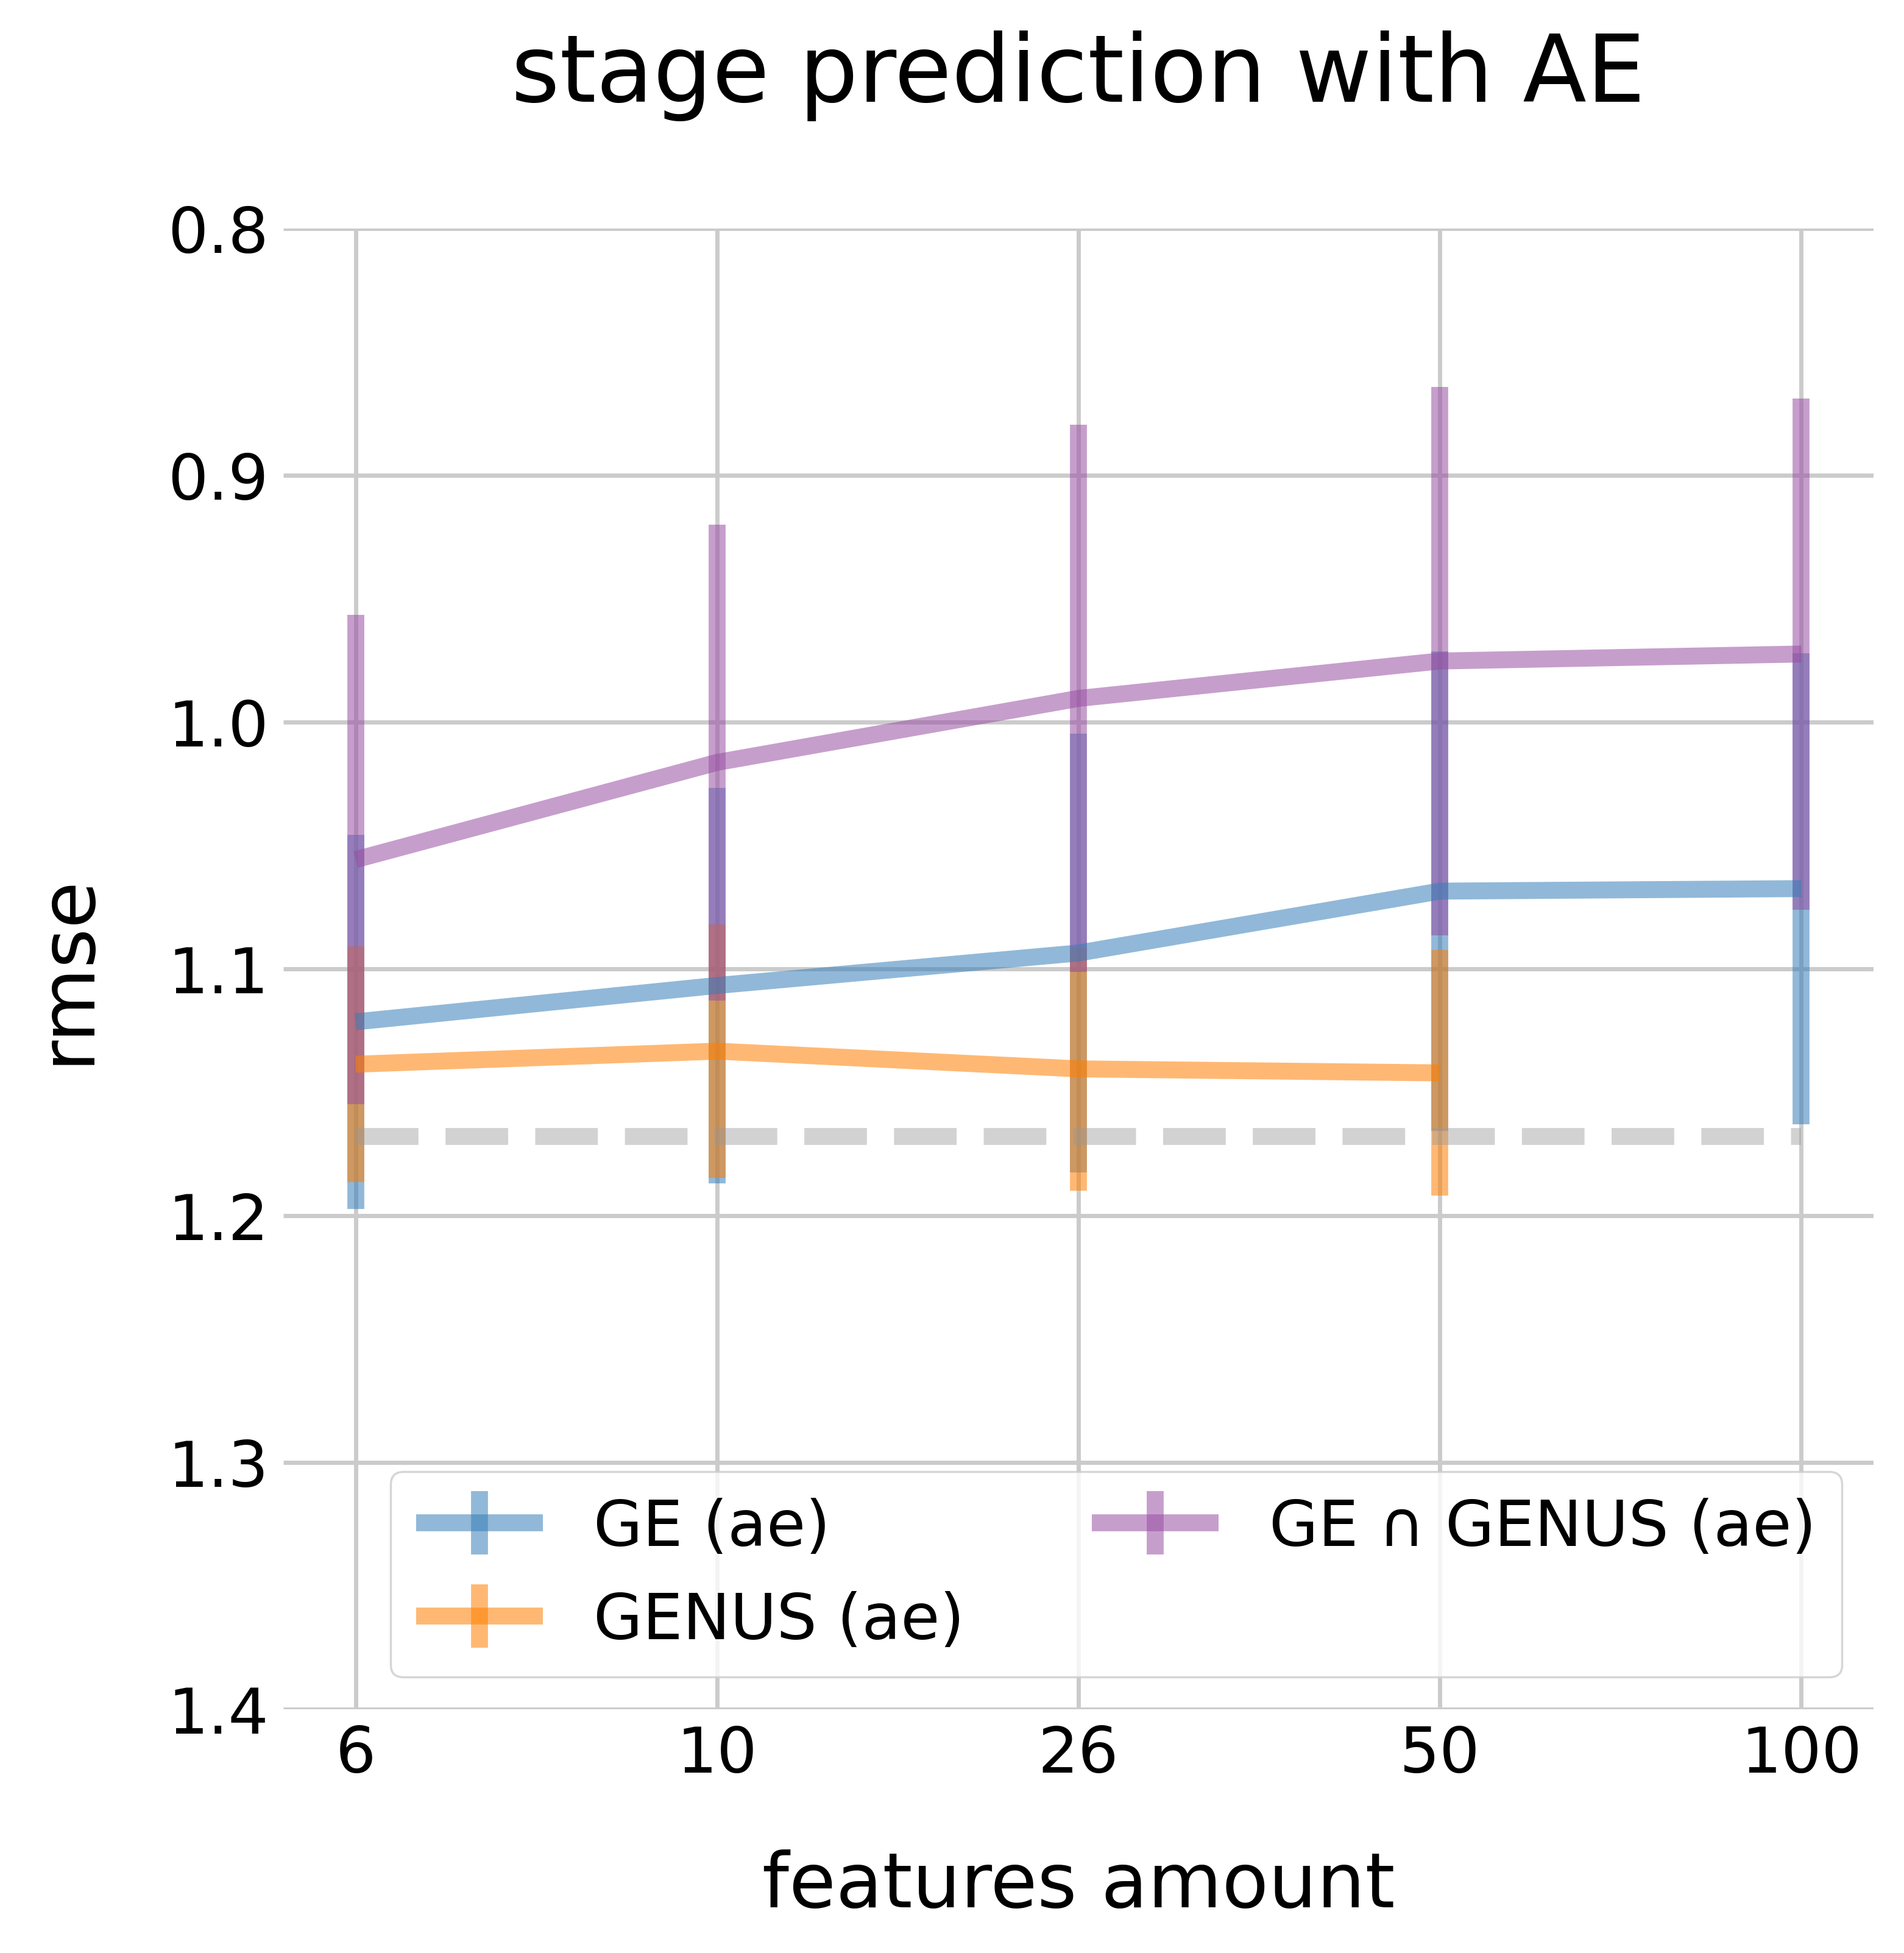 stage prediction with AE
0.8
0.9
1.0
1.1
1.2
1.3
1.4
rmse
GE (ae)
GENUS (ae)
GE ∩ GENUS (ae)
6 10 26 50 100
features amount